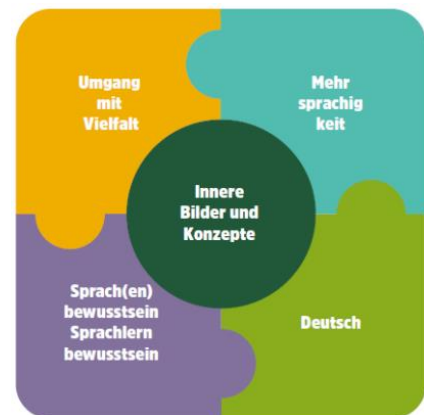 Umgang
mit
Vielfalt
Mehr
sprachig
keit
Innere
Bilder und
Konzepte
Sprach(en)
bewusstsein
Sprachlern
bewusstsein
Deutsch